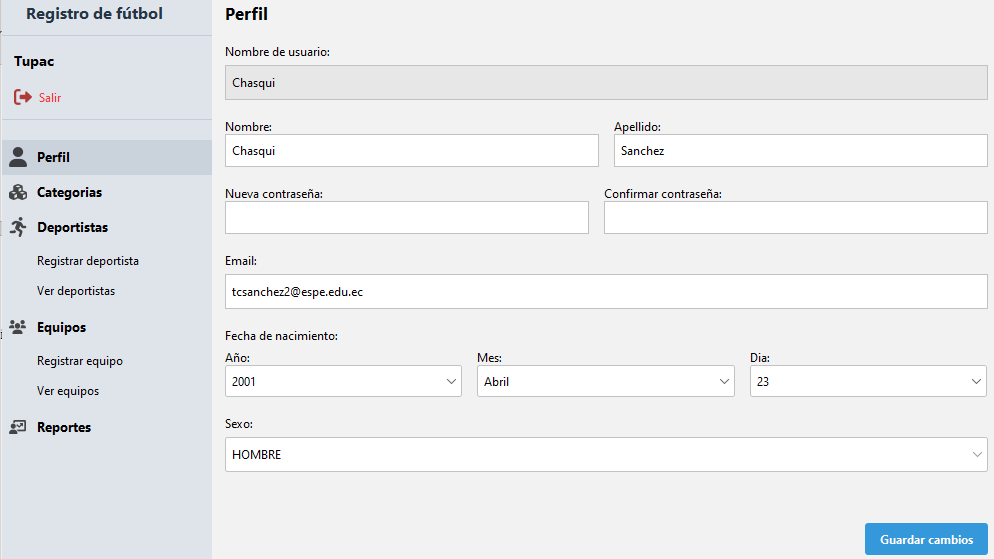 Registro de fútbol
Tupac
Salir
Perfil
Categorias
Deportistas
Registrar deportista
Ver deportistas
Equipos
Registrar equipo
Ver equipos
Reportes
Perfil
Nombre de usuario:
Chasqui
Nombre: Apellido:
Chasqui Sanchez
Nueva contraseña: Confirmar contraseña:
Email:
tcsanchez2@espe.edu.ec
Fecha de nacimiento:
Año: Mes: Dia:
2001 Abril 23
Sexo:
HOMBRE
Guardar cambios